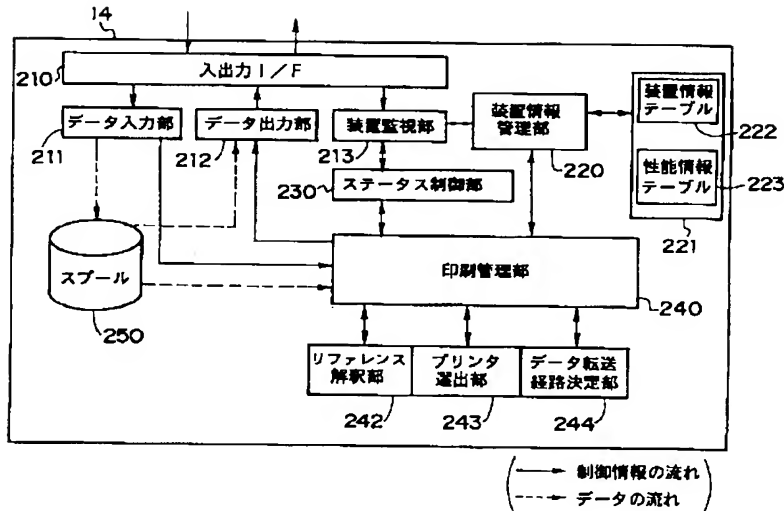 14
210
入出力I/F
211
データ入力部
212
データ出力部
213
装置監視部
装置情報
管理部
220
装置情報
テーブル
222
性能情報
テーブル
223
221
230
ステータス制御部
スプール
250
印刷管理部
240
リファレンス
解釈部
242
プリンタ
選出部
243
データ転送
経路決定部
244
制御情報の流れ
データの流れ